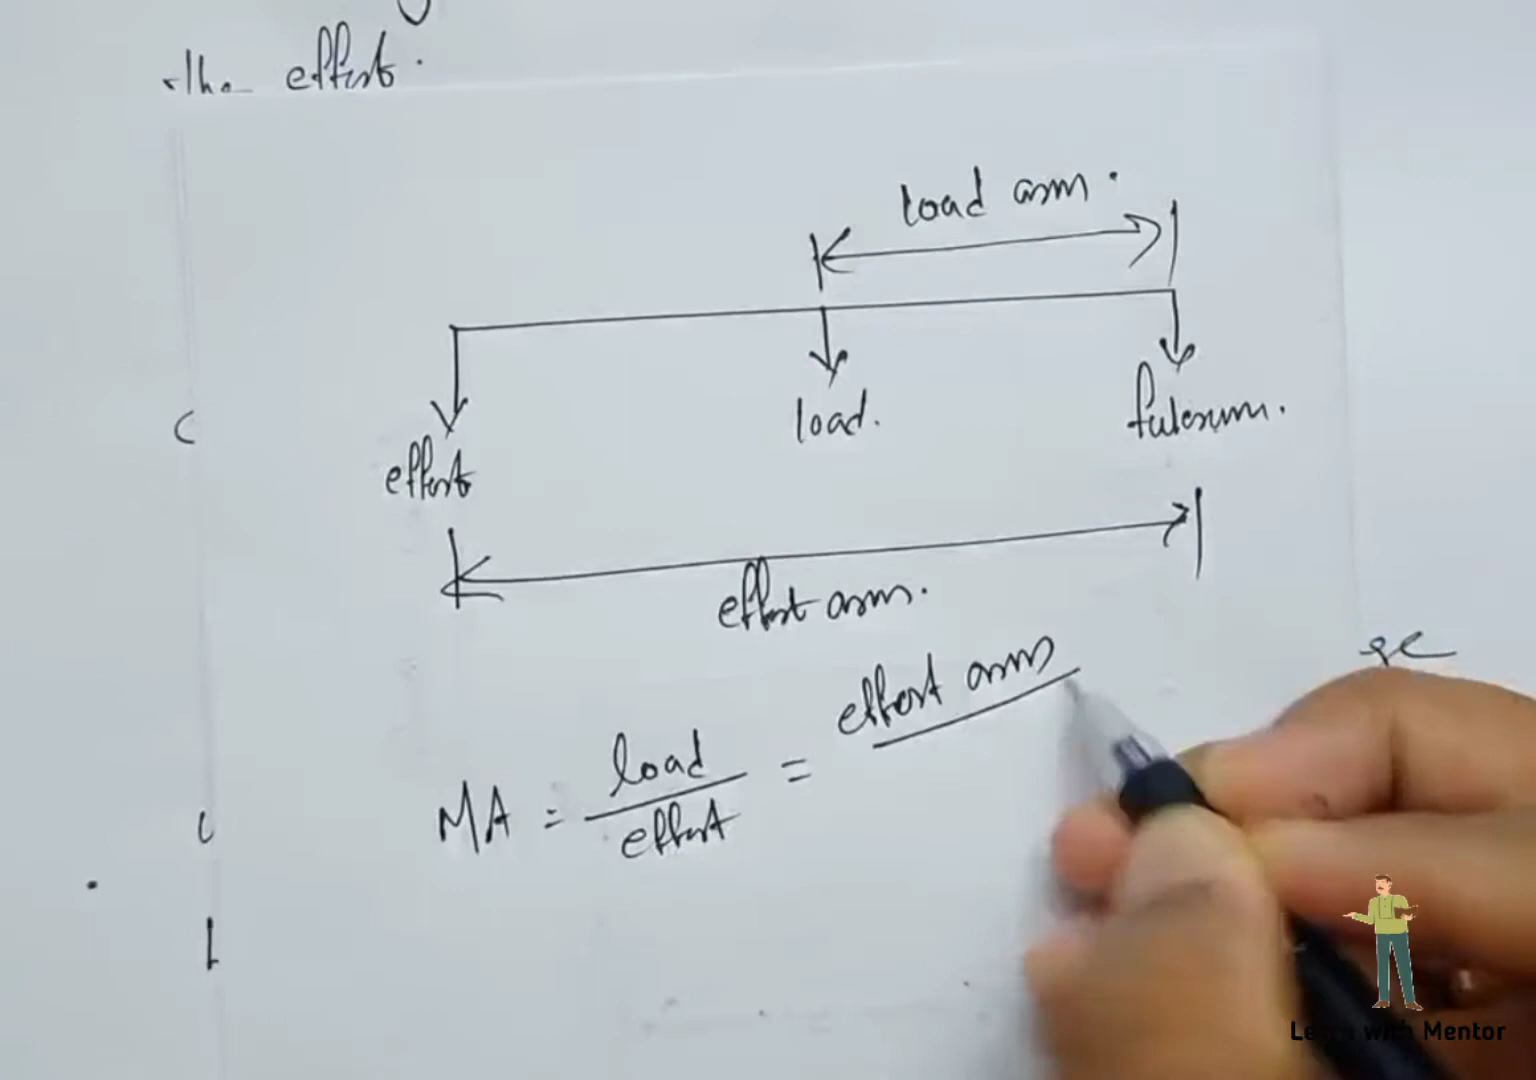 The effort.
load arm.
effort
load.
fulcrum.
effort arm.
MA = load / effort = effort arm
Learn with Mentor